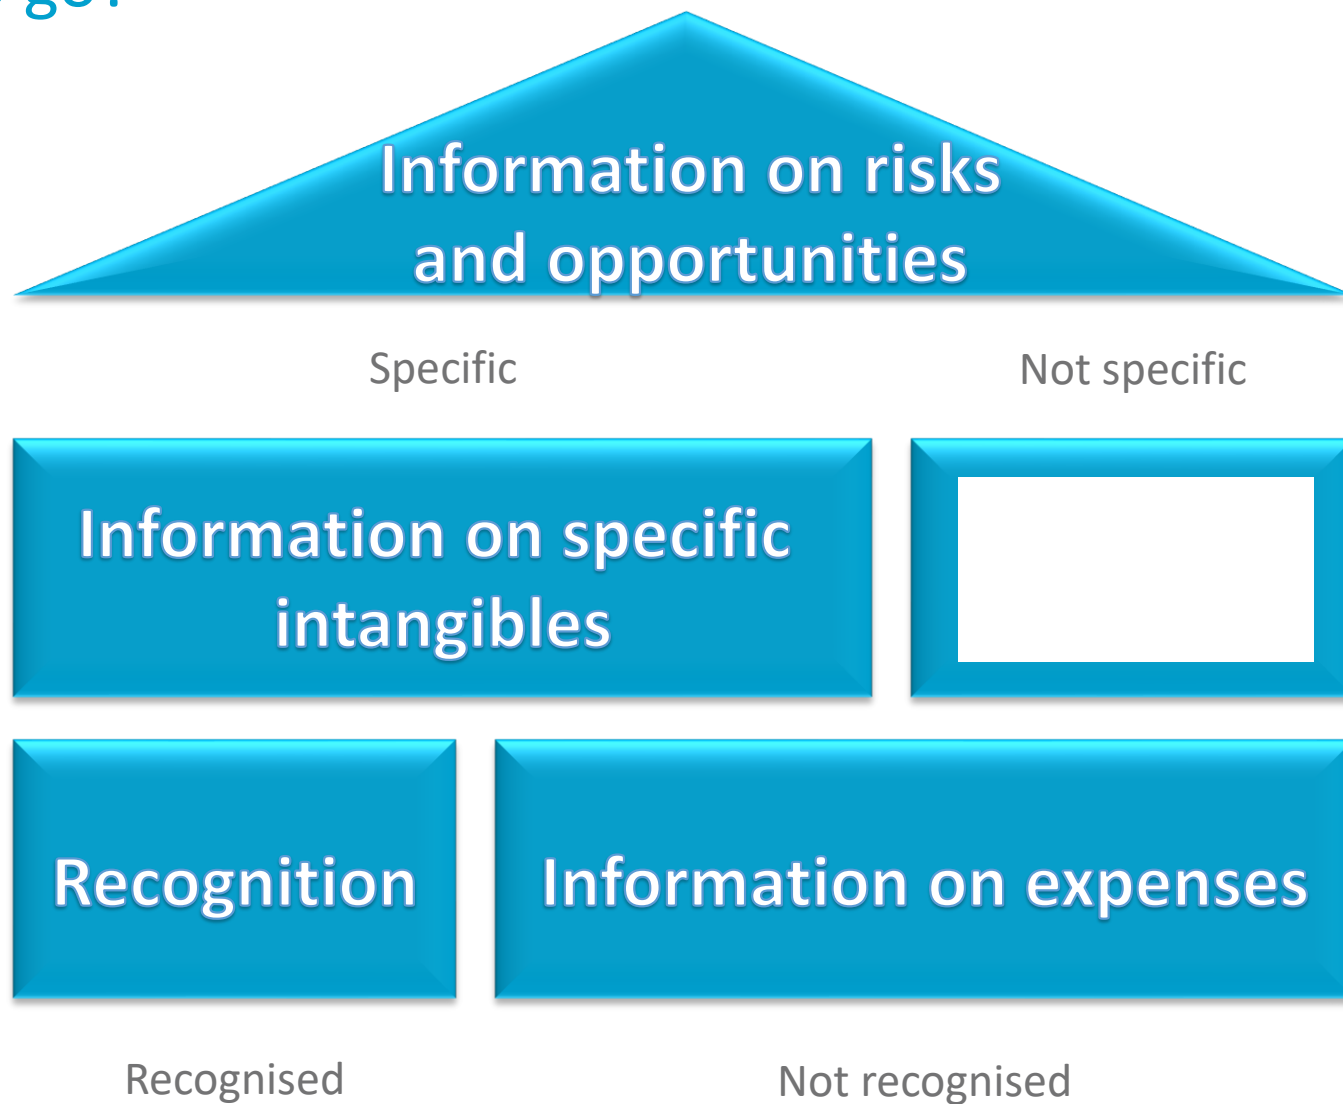 go?
Information on risks
and opportunities
Specific
Not specific
Information on specific
intangibles
Recognition
Information on expenses
Recognised
Not recognised